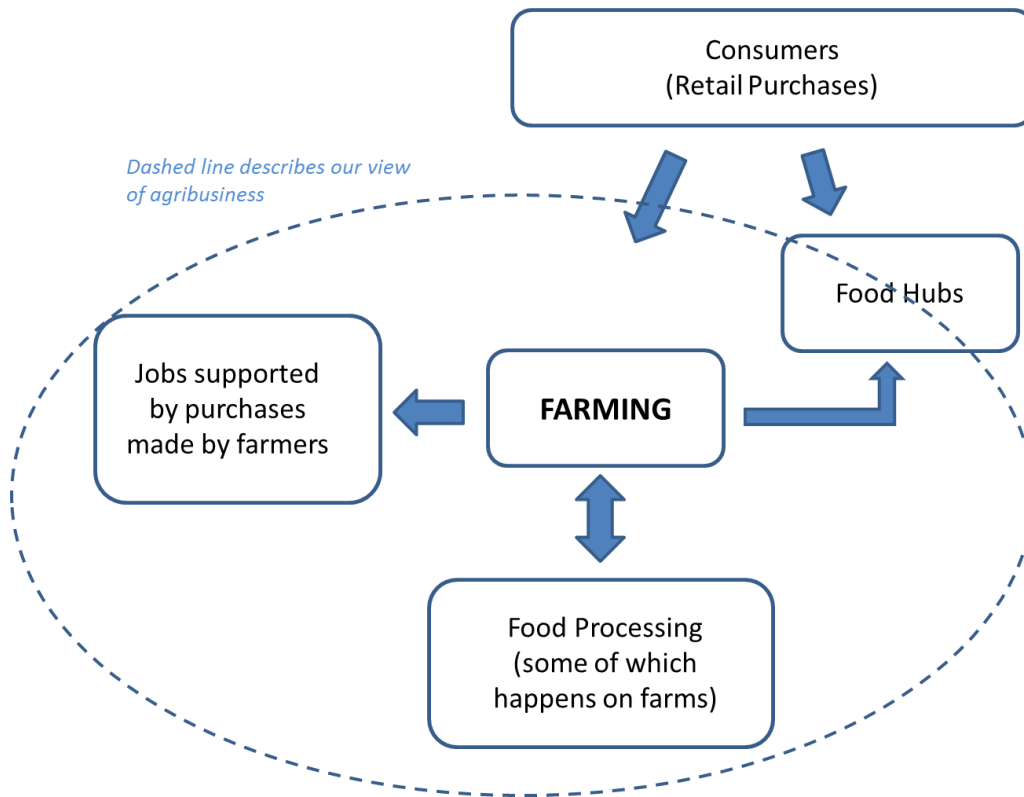 Consumers
(Retail Purchases)
Dashed line describes our view
of agribusiness
Food Hubs
Jobs supported
by purchases
made by farmers
FARMING
Food Processing
(some of which
happens on farms)